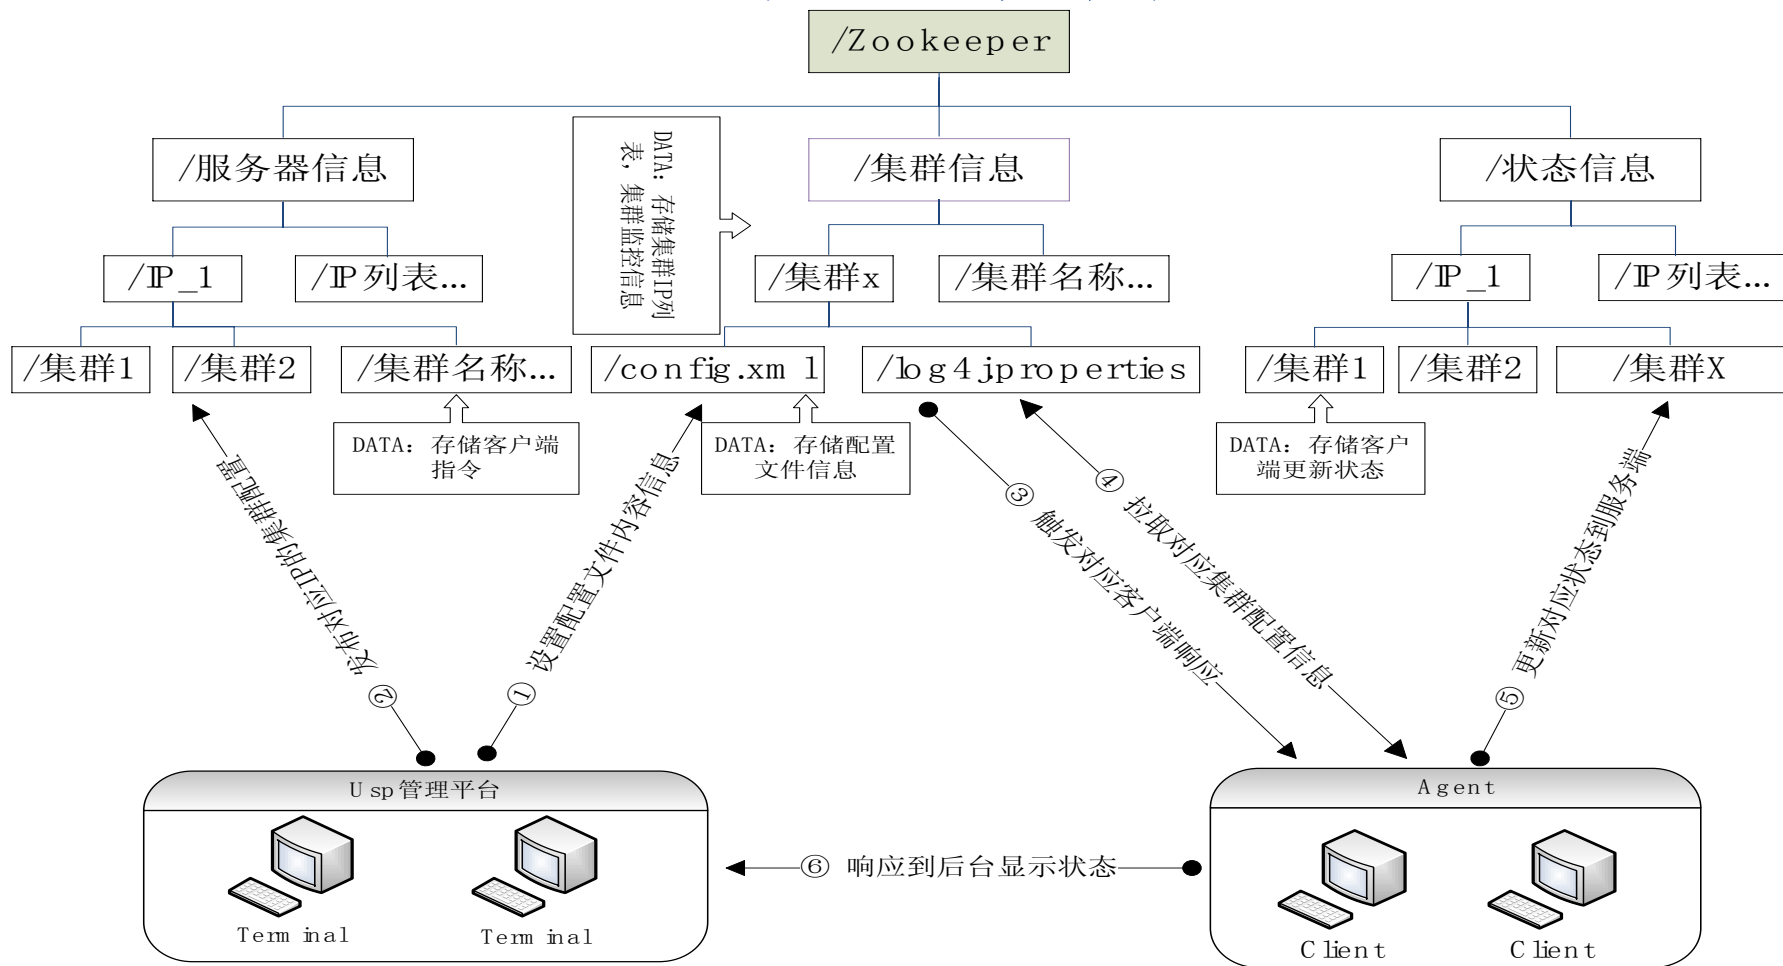 /Zookeeper
/服务器信息
DATA：存储集群IP列
表，集群监控信息
/集群信息
/状态信息
/IP_1
/IP列表...
/集群x
/集群名称...
/IP_1
/IP列表...
/集群1
/集群2
/集群名称...
/config.xml
/log4jproperties
/集群1
/集群2
/集群X
DATA：存储客户端
指令
DATA：存储配置
文件信息
DATA：存储客户
端更新状态
② 发布对应IP的集群配置
① 设置配置文件内容信息
③ 触发对应客户端响应
④ 拉取对应集群配置信息
⑤ 更新对应状态到服务端
Usp管理平台
Agent
⑥ 响应到后台显示状态
Terminal
Terminal
Client
Client